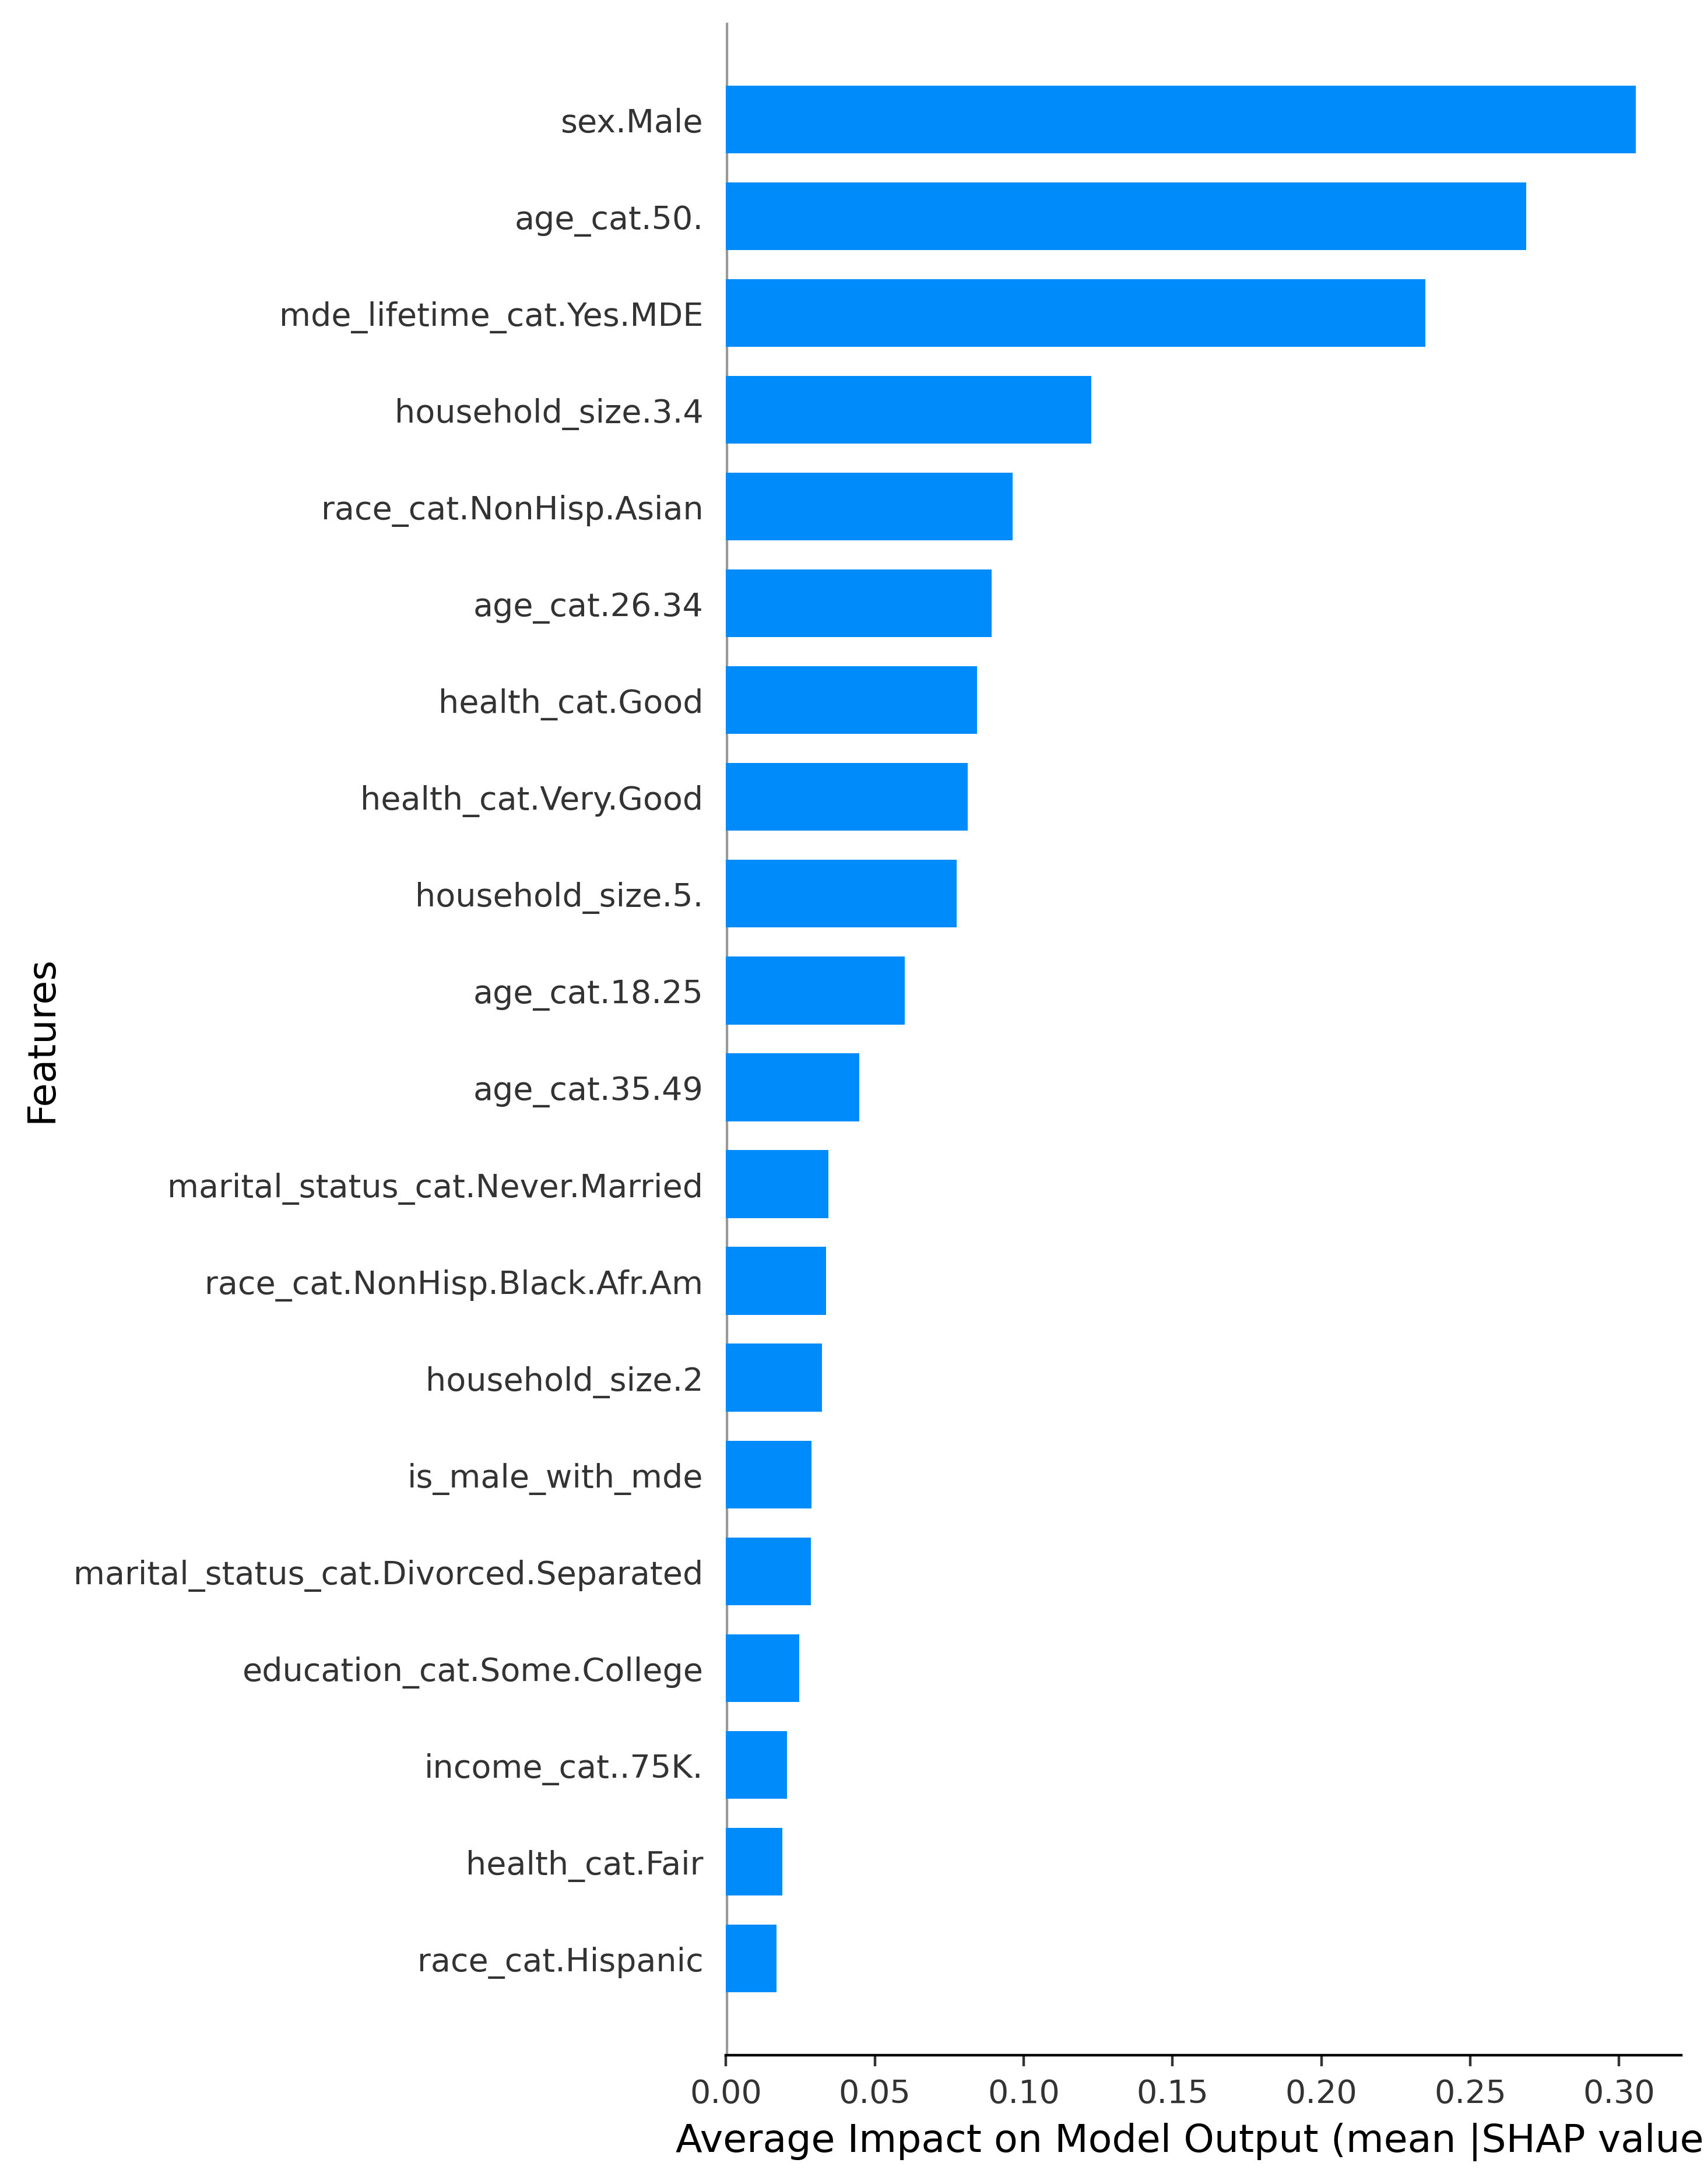 sex.Male
age_cat.50.
mde_lifetime_cat.Yes.MDE
household_size.3.4
race_cat.NonHisp.Asian
age_cat.26.34
health_cat.Good
health_cat.Very.Good
household_size.5.
age_cat.18.25
age_cat.35.49
marital_status_cat.Never.Married
race_cat.NonHisp.Black.Afr.Am
household_size.2
is_male_with_mde
marital_status_cat.Divorced.Separated
education_cat.Some.College
income_cat..75K.
health_cat.Fair
race_cat.Hispanic
Features
0.00 0.05 0.10 0.15 0.20 0.25 0.30
Average Impact on Model Output (mean |SHAP value